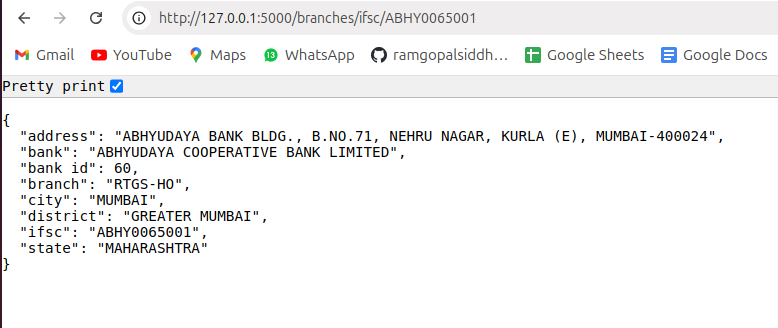 http://127.0.0.1:5000/branches/ifsc/ABHY0065001
Gmail YouTube Maps 13 WhatsApp ramgopalsiddh... Google Sheets Google Docs
Pretty print
{
  "address": "ABHYUDAYA BANK BLDG., B.NO.71, NEHRU NAGAR, KURLA (E), MUMBAI-400024",
  "bank": "ABHYUDAYA COOPERATIVE BANK LIMITED",
  "bank id": 60,
  "branch": "RTGS-HO",
  "city": "MUMBAI",
  "district": "GREATER MUMBAI",
  "ifsc": "ABHY0065001",
  "state": "MAHARASHTRA"
}